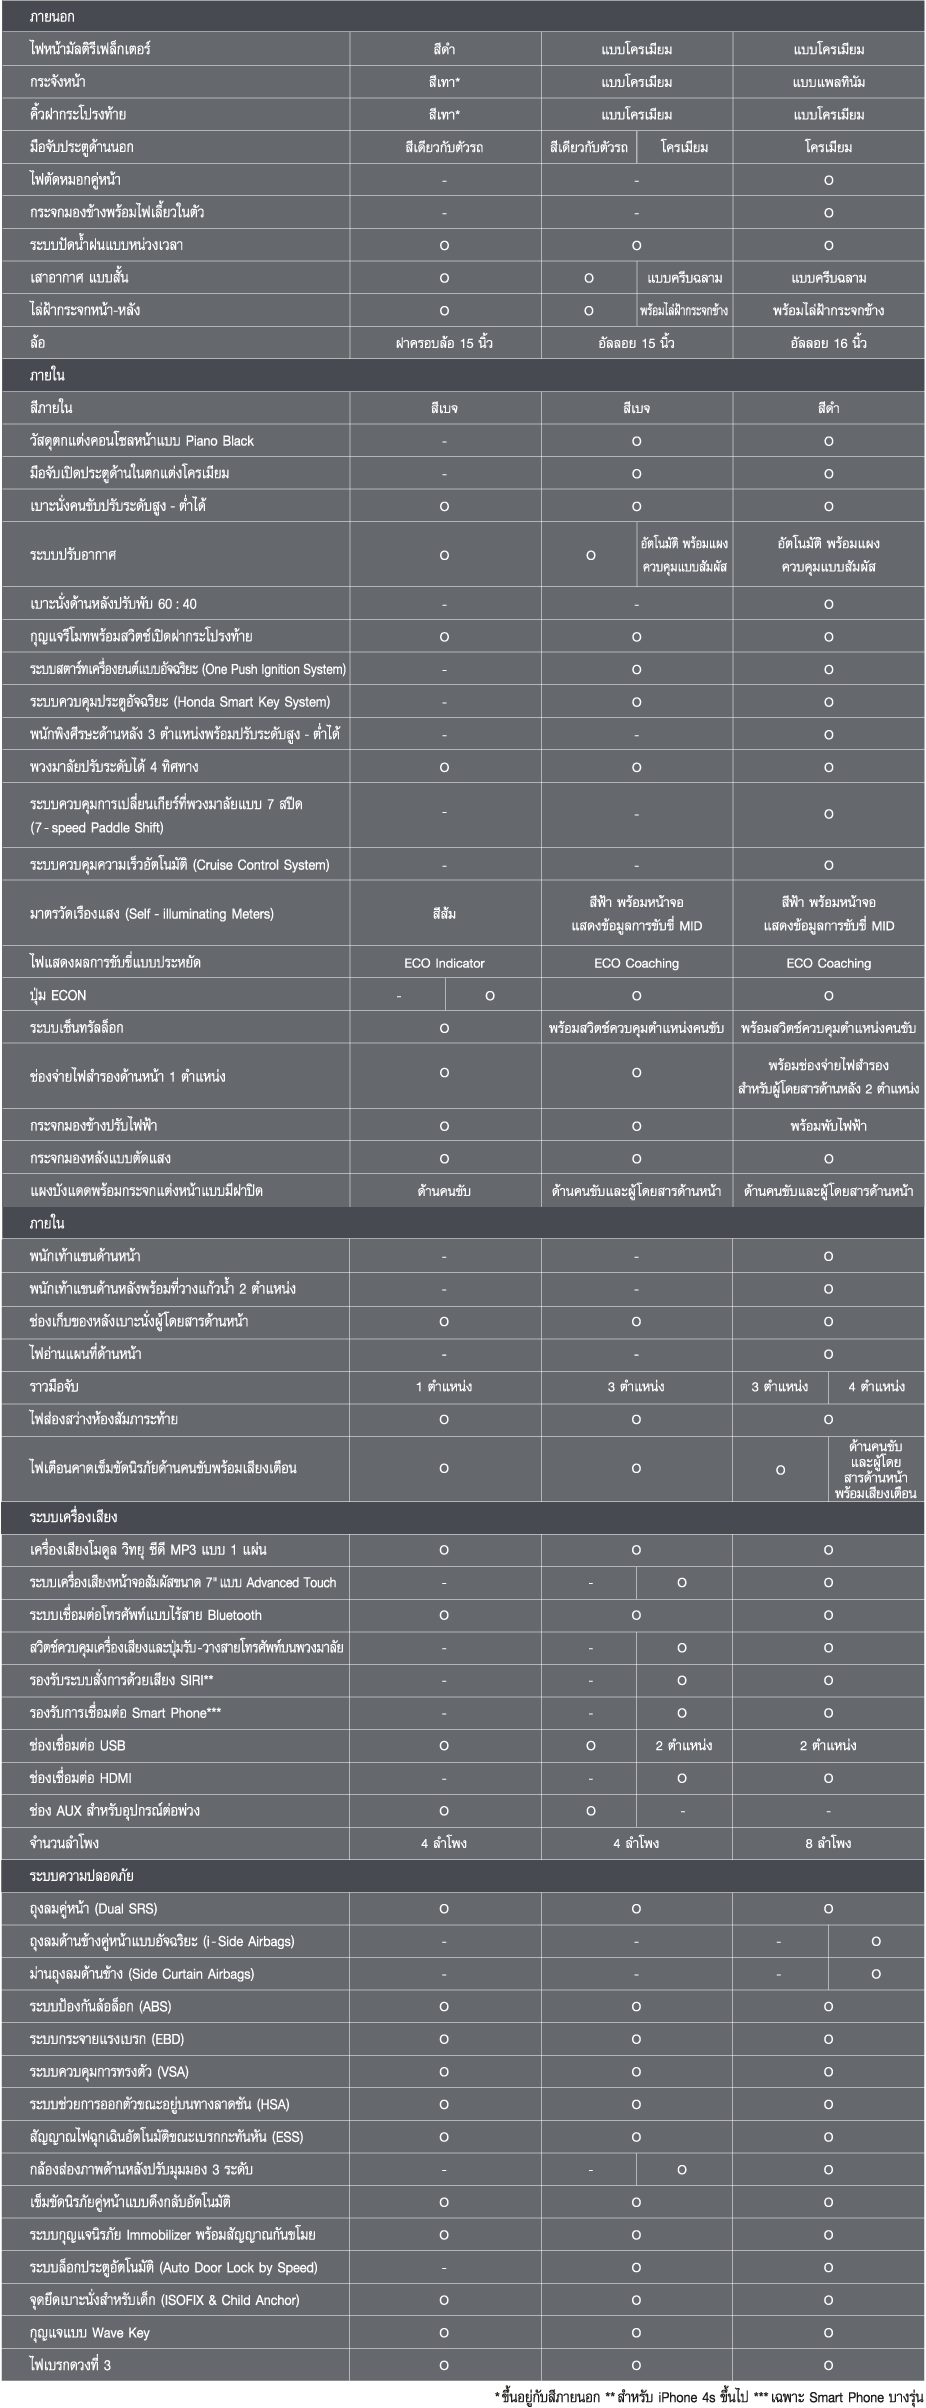 ภายนอก
ไฟหน้ามัลติรีเฟล็กเตอร์ สีดำ แบบโครเมียม แบบโครเมียม
กระจังหน้า สีเทา* แบบโครเมียม แบบแพลทินัม
คิ้วฝากระโปรงท้าย สีเทา* แบบโครเมียม แบบโครเมียม
มือจับประตูด้านนอก สีเดียวกับตัวรถ สีเดียวกับตัวรถ โครเมียม โครเมียม
ไฟตัดหมอกคู่หน้า - - O
กระจกมองข้างพร้อมไฟเลี้ยวในตัว - - O
ระบบปัดน้ำฝนแบบหน่วงเวลา O O O
เสาอากาศ แบบสั้น O O แบบครีบฉลาม แบบครีบฉลาม
ไล่ฝ้ากระจกหน้า-หลัง O O พร้อมไล่ฝ้ากระจกข้าง พร้อมไล่ฝ้ากระจกข้าง
ล้อ ฝาครอบล้อ 15 นิ้ว อัลลอย 15 นิ้ว อัลลอย 16 นิ้ว
ภายใน
สีภายใน สีเบจ สีเบจ สีดำ
วัสดุตกแต่งคอนโซลหน้าแบบ Piano Black - O O
มือจับเปิดประตูด้านในตกแต่งโครเมียม - O O
เบาะนั่งคนขับปรับระดับสูง - ต่ำได้ O O O
ระบบปรับอากาศ O O อัตโนมัติ พร้อมแผง อัตโนมัติ พร้อมแผง
ควบคุมแบบสัมผัส ควบคุมแบบสัมผัส
เบาะนั่งด้านหลังปรับพับ 60 : 40 - - O
กุญแจรีโมทพร้อมสวิตช์เปิดฝากระโปรงท้าย O O O
ระบบสตาร์ทเครื่องยนต์แบบอัจฉริยะ (One Push Ignition System) - O O
ระบบควบคุมประตูอัจฉริยะ (Honda Smart Key System) - O O
พนักพิงศีรษะด้านหลัง 3 ตำแหน่งพร้อมปรับระดับสูง - ต่ำได้ - - O
พวงมาลัยปรับระดับได้ 4 ทิศทาง O O O
ระบบควบคุมการเปลี่ยนเกียร์ที่พวงมาลัยแบบ 7 สปีด
(7 - speed Paddle Shift) - - O
ระบบควบคุมความเร็วอัตโนมัติ (Cruise Control System) - - O
มาตรวัดเรืองแสง (Self - illuminating Meters) สีส้ม สีฟ้า พร้อมหน้าจอ สีฟ้า พร้อมหน้าจอ
แสดงข้อมูลการขับขี่ MID แสดงข้อมูลการขับขี่ MID
ไฟแสดงผลการขับขี่แบบประหยัด ECO Indicator ECO Coaching ECO Coaching
ปุ่ม ECON - O O O
ระบบเซ็นทรัลล็อก O พร้อมสวิตช์ควบคุมตำแหน่งคนขับ พร้อมสวิตช์ควบคุมตำแหน่งคนขับ
ช่องจ่ายไฟสำรองด้านหน้า 1 ตำแหน่ง O O พร้อมช่องจ่ายไฟสำรอง
สำหรับผู้โดยสารด้านหลัง 2 ตำแหน่ง
กระจกมองข้างปรับไฟฟ้า O O พร้อมพับไฟฟ้า
กระจกมองหลังแบบตัดแสง O O O
แผงบังแดดพร้อมกระจกแต่งหน้าแบบมีฝาปิด ด้านคนขับ ด้านคนขับและผู้โดยสารด้านหน้า ด้านคนขับและผู้โดยสารด้านหน้า
ภายใน
พนักเท้าแขนด้านหน้า - - O
พนักเท้าแขนด้านหลังพร้อมที่วางแก้วน้ำ 2 ตำแหน่ง - - O
ช่องเก็บของหลังเบาะนั่งผู้โดยสารด้านหน้า O O O
ไฟอ่านแผนที่ด้านหน้า - - O
ราวมือจับ 1 ตำแหน่ง 3 ตำแหน่ง 3 ตำแหน่ง 4 ตำแหน่ง
ไฟส่องสว่างห้องสัมภาระท้าย O O O
ไฟเตือนคาดเข็มขัดนิรภัยด้านคนขับพร้อมเสียงเตือน O O O ด้านคนขับ
และผู้โดย
สารด้านหน้า
พร้อมเสียงเตือน
ระบบเครื่องเสียง
เครื่องเสียงโมดูล วิทยุ ซีดี MP3 แบบ 1 แผ่น O O O
ระบบเครื่องเสียงหน้าจอสัมผัสขนาด 7" แบบ Advanced Touch - - O O
ระบบเชื่อมต่อโทรศัพท์แบบไร้สาย Bluetooth O O O
สวิตช์ควบคุมเครื่องเสียงและปุ่มรับ-วางสายโทรศัพท์บนพวงมาลัย - - O O
รองรับระบบสั่งการด้วยเสียง SIRI** - - O O
รองรับการเชื่อมต่อ Smart Phone*** - - O O
ช่องเชื่อมต่อ USB O O 2 ตำแหน่ง 2 ตำแหน่ง
ช่องเชื่อมต่อ HDMI - - O O
ช่อง AUX สำหรับอุปกรณ์ต่อพ่วง O O - -
จำนวนลำโพง 4 ลำโพง 4 ลำโพง 8 ลำโพง
ระบบความปลอดภัย
ถุงลมคู่หน้า (Dual SRS) O O O
ถุงลมด้านข้างคู่หน้าแบบอัจฉริยะ (i - Side Airbags) - - - O
ม่านถุงลมด้านข้าง (Side Curtain Airbags) - - - O
ระบบป้องกันล้อล็อก (ABS) O O O
ระบบกระจายแรงเบรก (EBD) O O O
ระบบควบคุมการทรงตัว (VSA) O O O
ระบบช่วยการออกตัวขณะอยู่บนทางลาดชัน (HSA) O O O
สัญญาณไฟฉุกเฉินอัตโนมัติขณะเบรกกะทันหัน (ESS) O O O
กล้องส่องภาพด้านหลังปรับมุมมอง 3 ระดับ - - O O
เข็มขัดนิรภัยคู่หน้าแบบดึงกลับอัตโนมัติ O O O
ระบบกุญแจนิรภัย Immobilizer พร้อมสัญญาณกันขโมย O O O
ระบบล็อกประตูอัตโนมัติ (Auto Door Lock by Speed) - O O
จุดยึดเบาะนั่งสำหรับเด็ก (ISOFIX & Child Anchor) O O O
กุญแจแบบ Wave Key O O O
ไฟเบรกดวงที่ 3 O O O
* ขึ้นอยู่กับสีภายนอก ** สำหรับ iPhone 4s ขึ้นไป *** เฉพาะ Smart Phone บางรุ่น